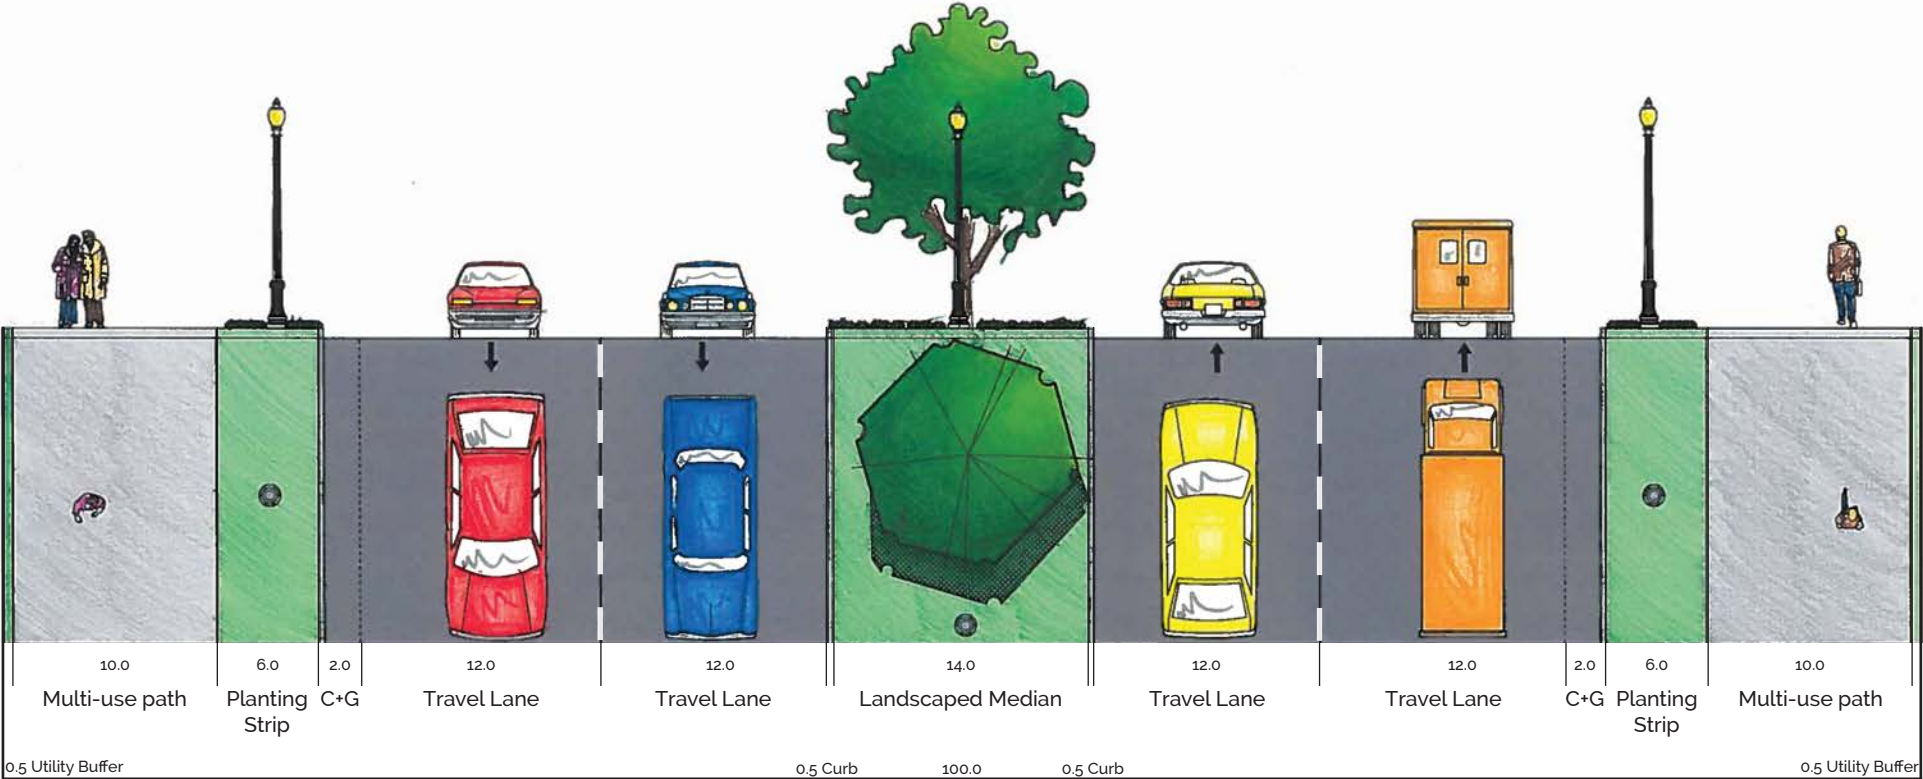 10.0 6.0 2.0 12.0 12.0 14.0 12.0 12.0 2.0 6.0 10.0
Multi-use path Planting C+G Travel Lane Travel Lane Landscaped Median Travel Lane Travel Lane C+G Planting Multi-use path
Strip Strip
0.5 Utility Buffer 0.5 Curb 100.0 0.5 Curb 0.5 Utility Buffer